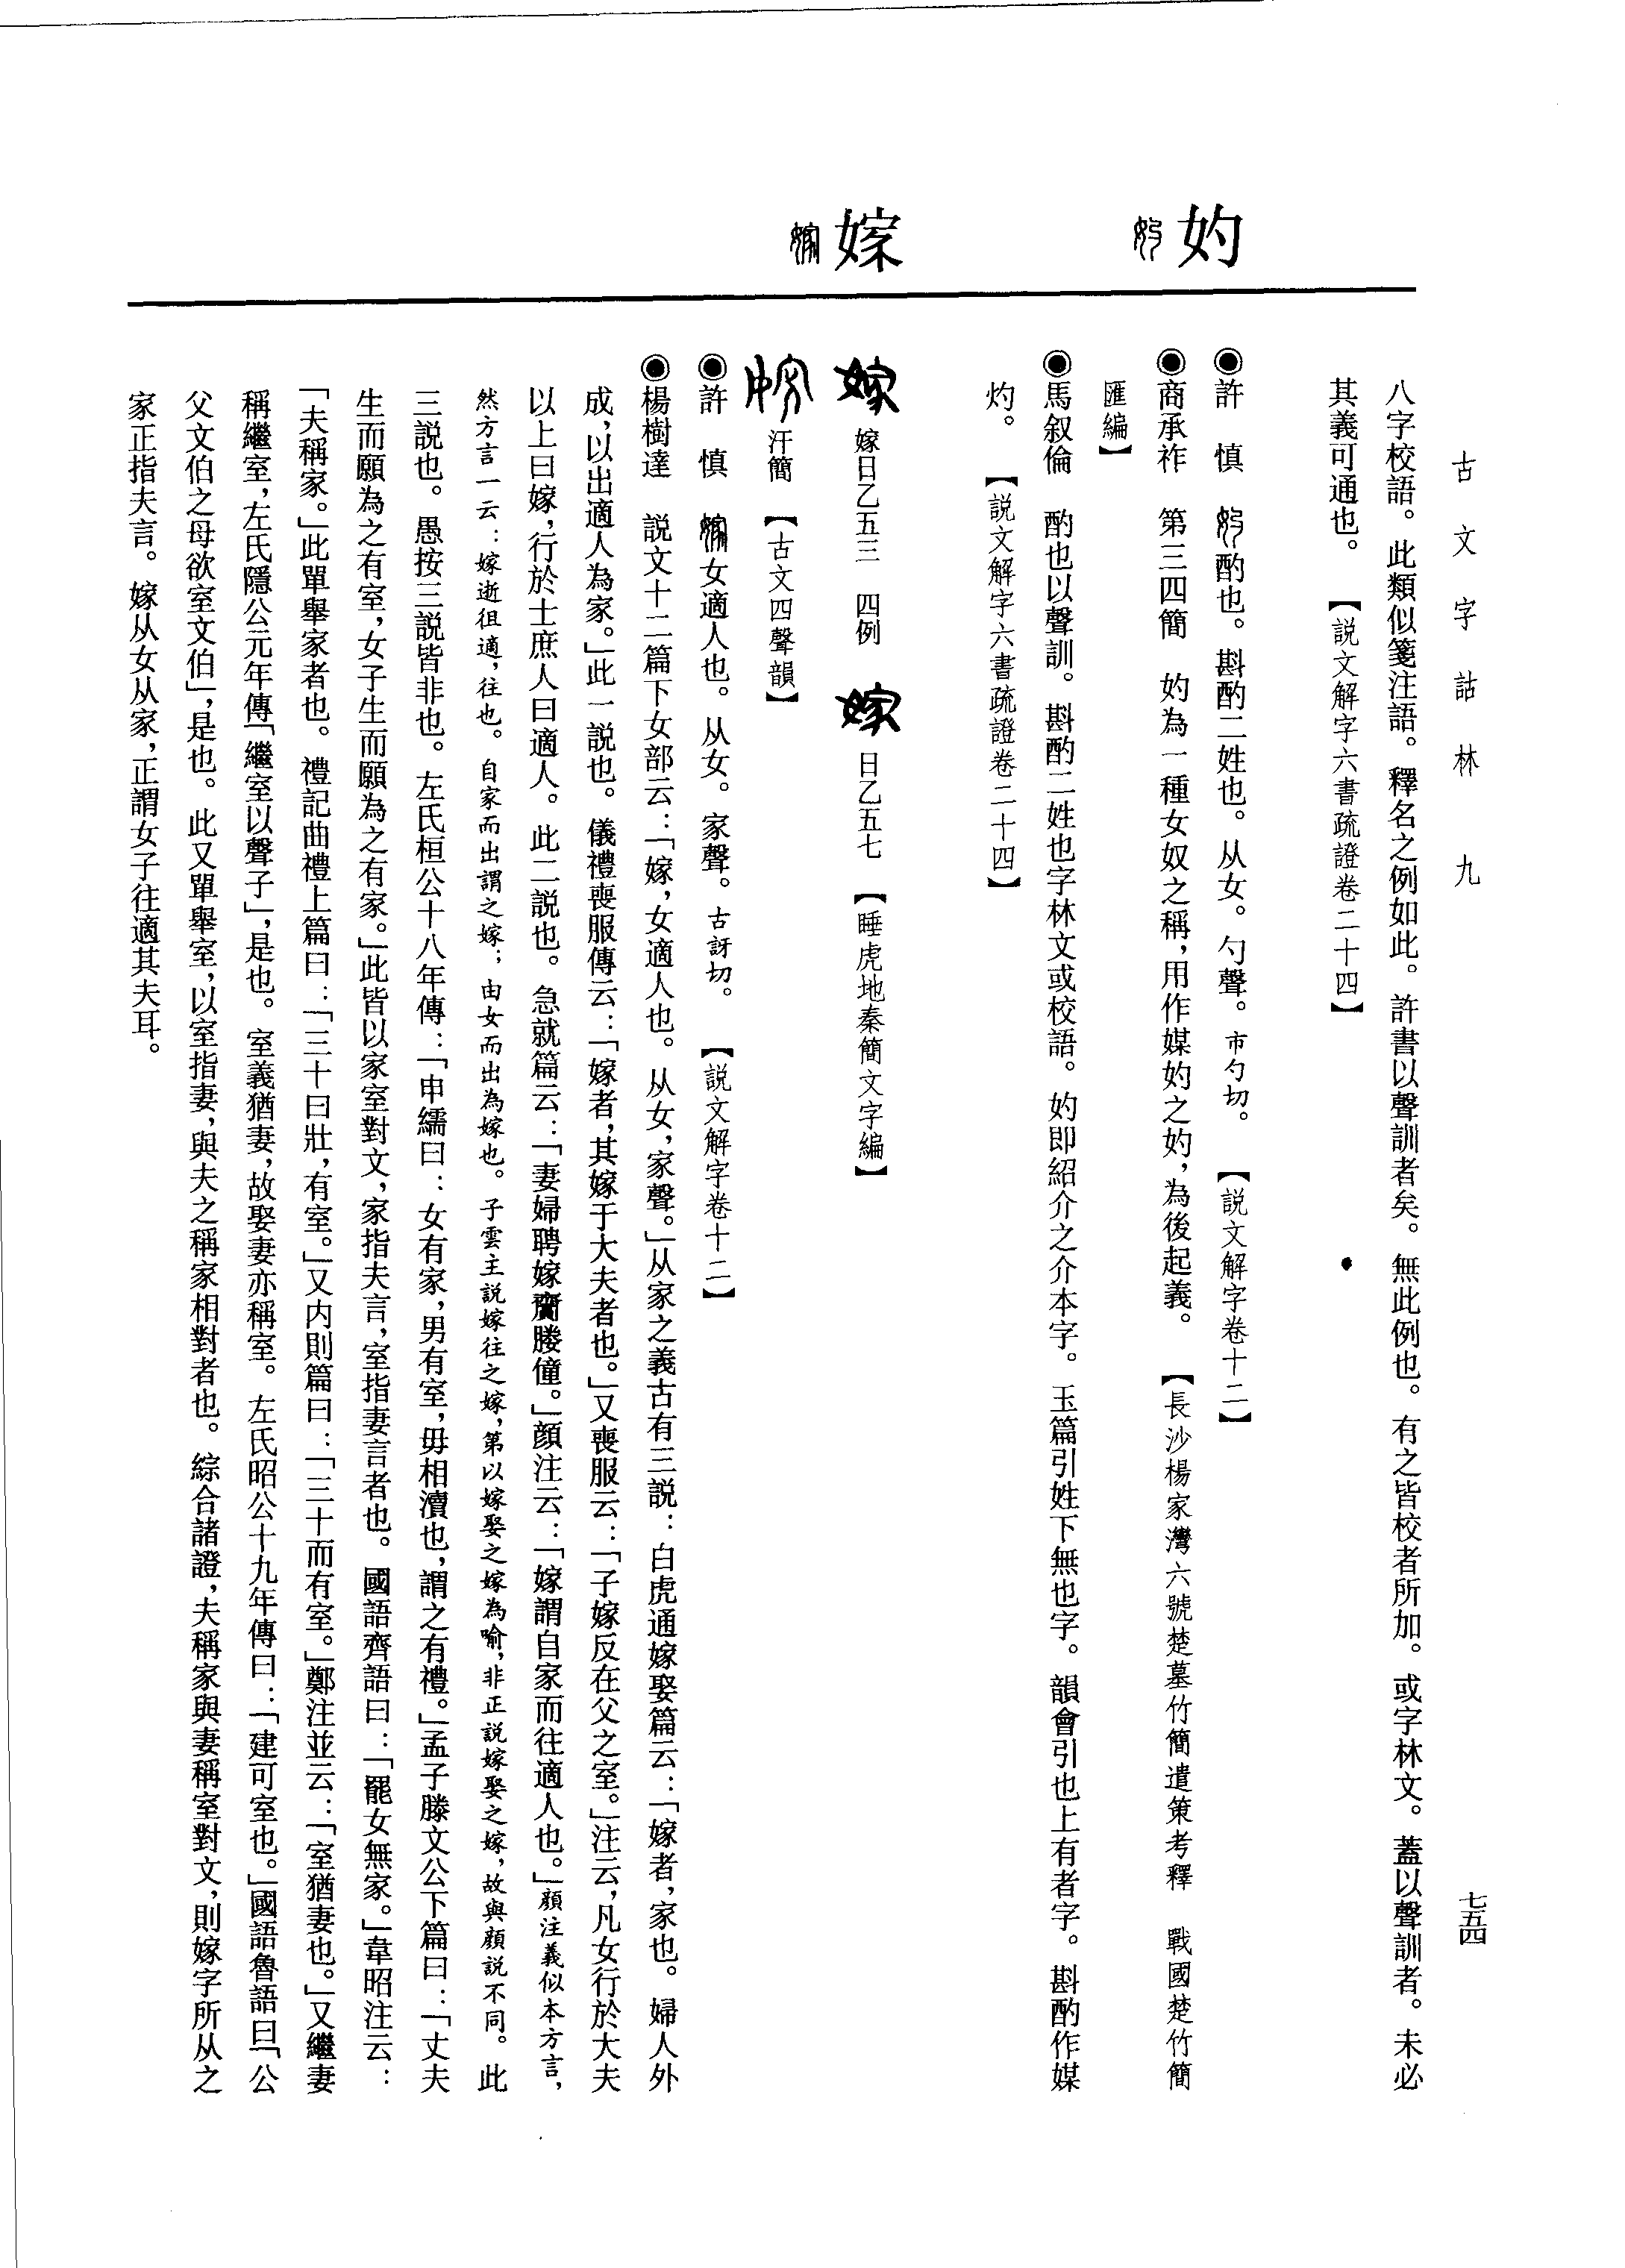 古文字詁林　九
七五四
八字校語。此類似箋注語。釋名之例如此。許書以聲訓者矣。無此例也。有之皆校者所加。或字林文。蓋以聲訓者。未必
其義可通也。　【説文解字六書疏證卷二十四】
妁
◉許　慎　酌也。斟酌二姓也。从女。勺聲。市勺切。　【説文解字卷十二】
◉商承祚　第三四簡　妁為一種女奴之稱，用作媒妁之妁，為後起義。　【長沙楊家灣六號楚墓竹簡遣策考釋　戰國楚竹簡
匯編】
◉馬叙倫　酌也以聲訓。斟酌二姓也字林文或校語。妁即紹介之介本字。玉篇引姓下無也字。韻會引也上有者字。斟酌作媒
灼。　【説文解字六書疏證卷二十四】
嫁
嫁　嫁日乙五三　四例　嫁　日乙五七　【睡虎地秦簡文字編】
汗簡　【古文四聲韻】
◉許　慎　女適人也。从女。家聲。古訝切。　【説文解字卷十二】
◉楊樹達　説文十二篇下女部云：「嫁，女適人也。从女，家聲。」从家之義古有三説：白虎通嫁娶篇云：「嫁者，家也。婦人外
成，以出適人為家。」此一説也。儀禮喪服傳云：「嫁者，其嫁于大夫者也。」又喪服云：「子嫁反在父之室。」注云，凡女行於大夫
以上曰嫁，行於士庶人曰適人。此二説也。急就篇云：「妻婦聘嫁齎媵僮。」顔注云：「嫁謂自家而往適人也。」顔注義似本方言，
然方言一云：嫁逝徂適，往也。自家而出謂之嫁；由女而出為嫁也。子雲主説嫁往之嫁，第以嫁娶之嫁為喻，非正説嫁娶之嫁，故與顔説不同。此
三説也。愚按三説皆非也。左氏桓公十八年傳：「申繻曰：女有家，男有室，毋相瀆也，謂之有禮。」孟子滕文公下篇曰：「丈夫
生而願為之有室，女子生而願為之有家。」此皆以家室對文，家指夫言，室指妻言者也。國語齊語曰：「罷女無家。」韋昭注云：
「夫稱家。」此單舉家者也。禮記曲禮上篇曰：「三十曰壯，有室。」又内則篇曰：「三十而有室。」鄭注並云：「室猶妻也。」又繼妻
稱繼室，左氏隱公元年傳「繼室以聲子」，是也。室義猶妻，故娶妻亦稱室。左氏昭公十九年傳曰：「建可室也。」國語魯語曰「公
父文伯之母欲室文伯」，是也。此又單舉室，以室指妻，與夫之稱家相對者也。綜合諸證，夫稱家與妻稱室對文，則嫁字所从之
家正指夫言。嫁从女从家，正謂女子往適其夫耳。